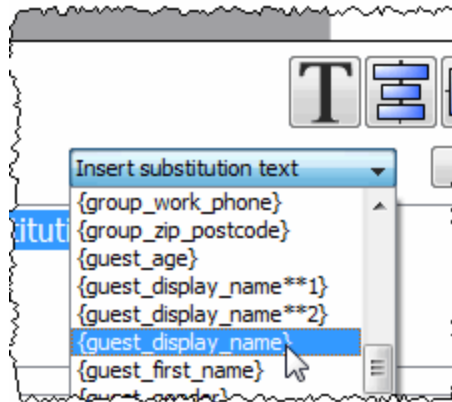 T
Insert substitution text
{group_work_phone}
{group_zip_postcode}
{guest_age}
{guest_display_name**1}
{guest_display_name**2}
{guest_display_name}
{guest_first_name}